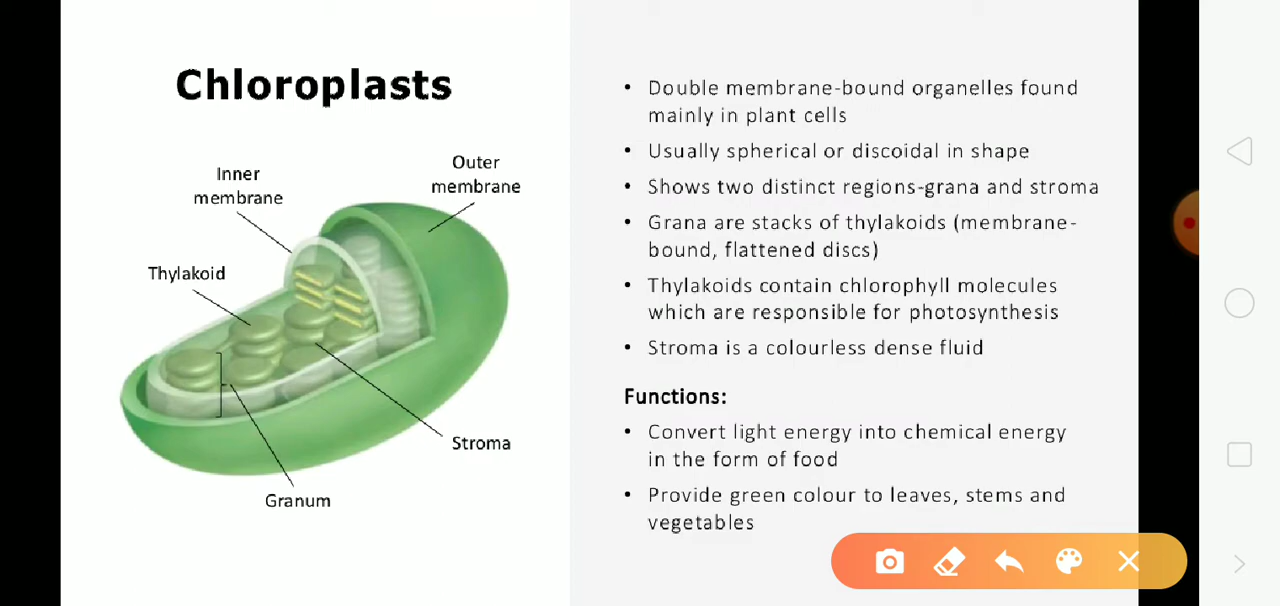 Chloroplasts
Inner
membrane
Outer
membrane
Thylakoid
Stroma
Granum
• Double membrane-bound organelles found
mainly in plant cells
• Usually spherical or discoidal in shape
• Shows two distinct regions-grana and stroma
• Grana are stacks of thylakoids (membrane-
bound, flattened discs)
• Thylakoids contain chlorophyll molecules
which are responsible for photosynthesis
• Stroma is a colourless dense fluid
Functions:
• Convert light energy into chemical energy
in the form of food
• Provide green colour to leaves, stems and
vegetables